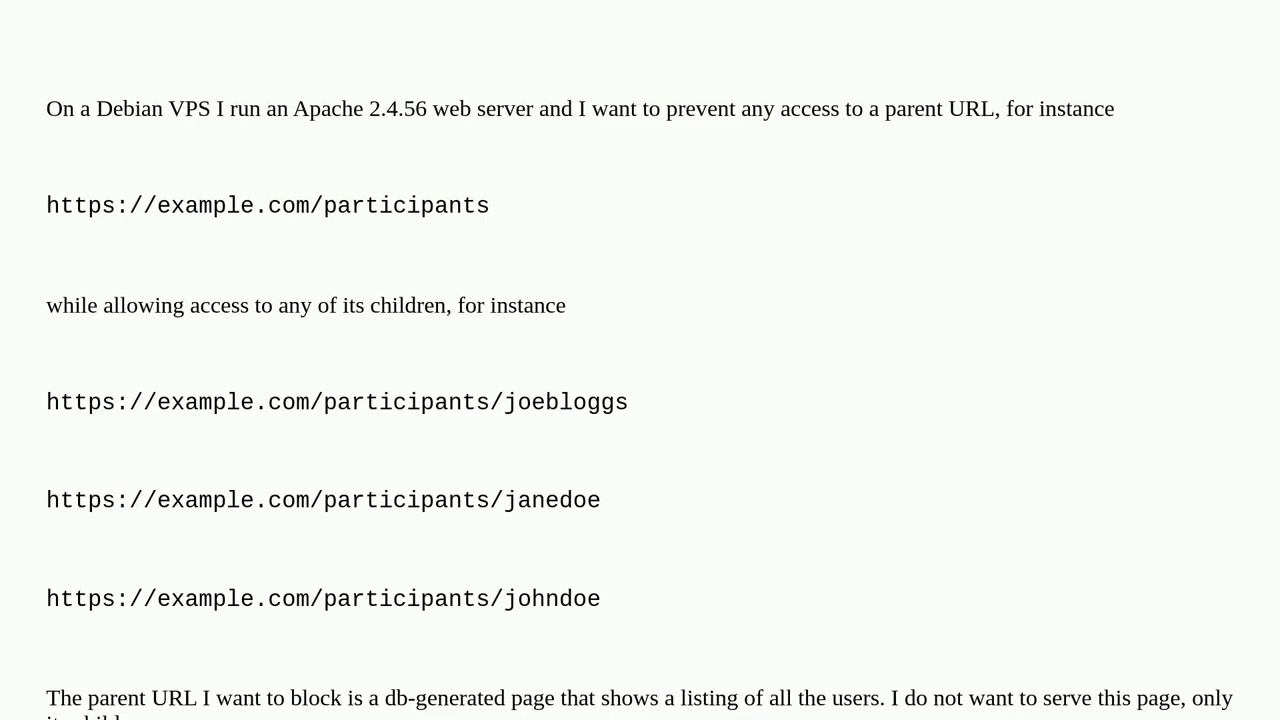 On a Debian VPS I run an Apache 2.4.56 web server and I want to prevent any access to a parent URL, for instance
https://example.com/participants
while allowing access to any of its children, for instance
https://example.com/participants/joebloggs
https://example.com/participants/janedoe
https://example.com/participants/johndoe
The parent URL I want to block is a db-generated page that shows a listing of all the users. I do not want to serve this page, only